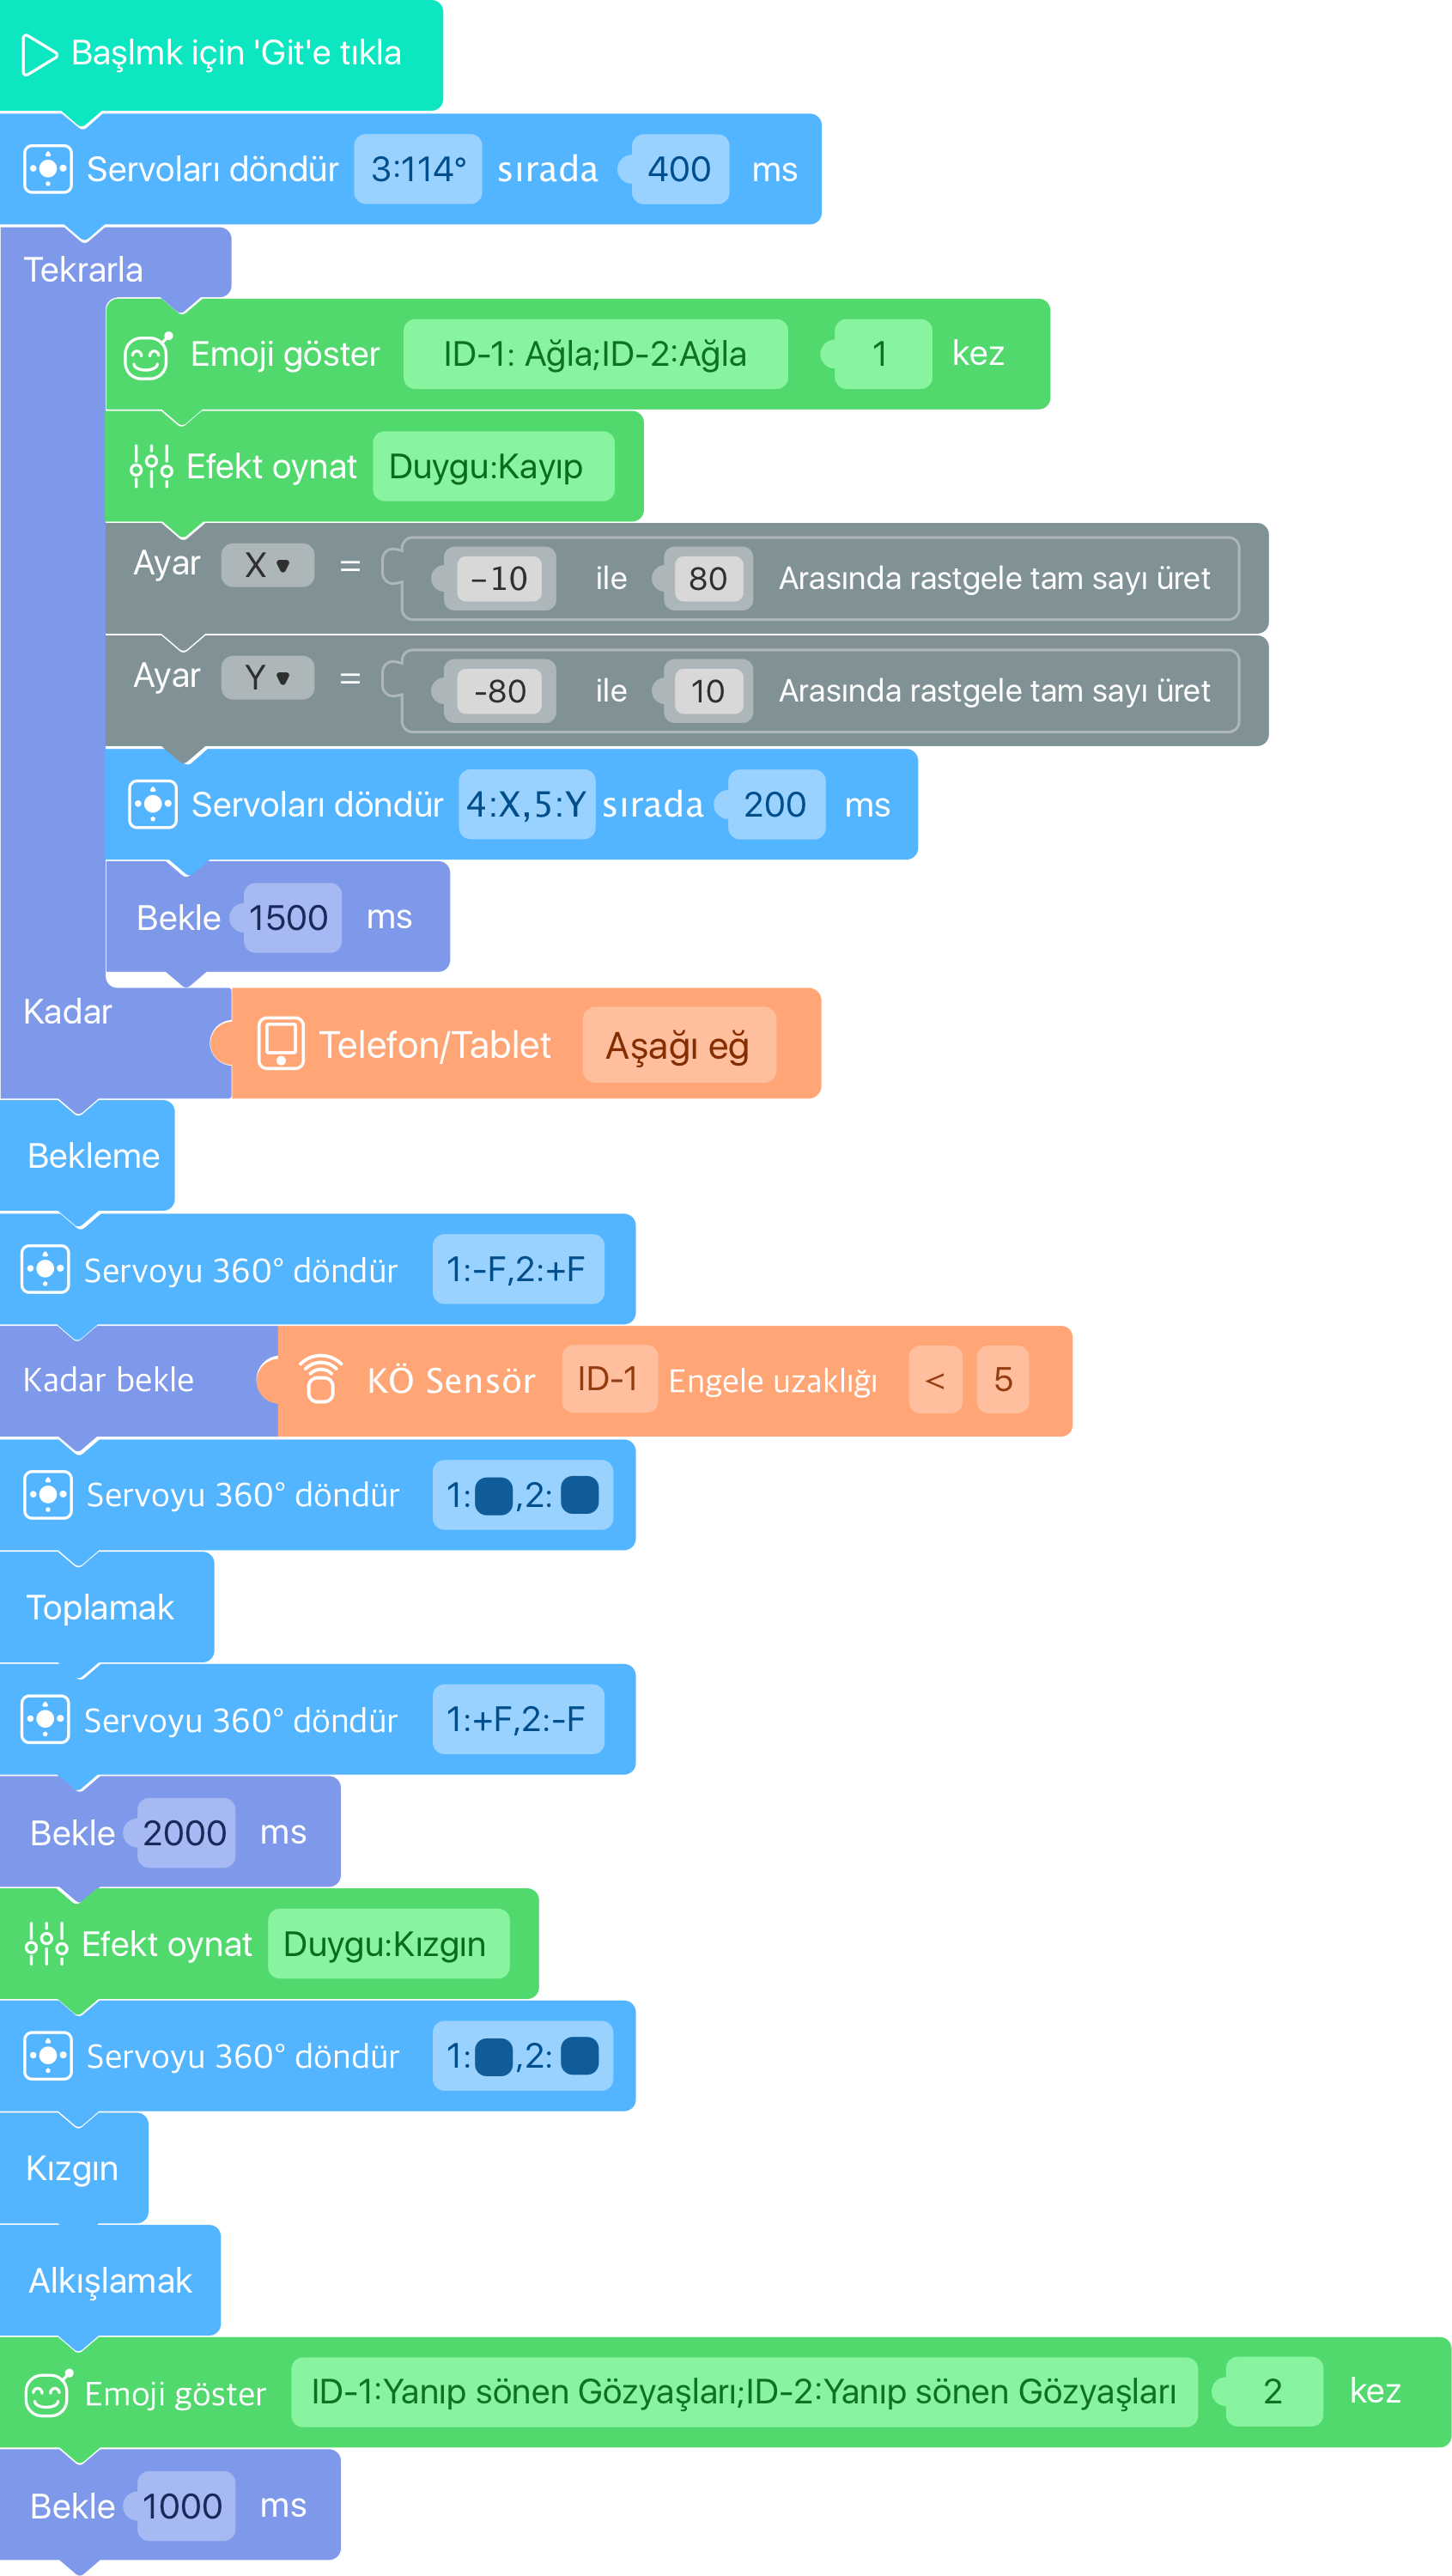 Başlmk için 'Git'e tıkla
Servoları döndür 3:114° sırada 400 ms
Tekrarla
Emoji göster ID-1: Ağla;ID-2:Ağla 1 kez
Efekt oynat Duygu:Kayıp
Ayar X = -10 ile 80 Arasında rastgele tam sayı üret
Ayar Y = -80 ile 10 Arasında rastgele tam sayı üret
Servoları döndür 4:X,5:Y sırada 200 ms
Bekle 1500 ms
Kadar Telefon/Tablet Aşağı eğ
Bekleme
Servoyu 360° döndür 1:-F,2:+F
Kadar bekle KÖ Sensör ID-1 Engele uzaklığı < 5
Servoyu 360° döndür 1: ,2:
Toplamak
Servoyu 360° döndür 1:+F,2:-F
Bekle 2000 ms
Efekt oynat Duygu:Kızgın
Servoyu 360° döndür 1: ,2:
Kızgın
Alkışlamak
Emoji göster ID-1:Yanıp sönen Gözyaşları;ID-2:Yanıp sönen Gözyaşları 2 kez
Bekle 1000 ms